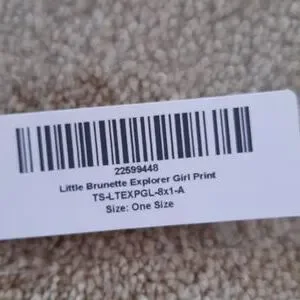 22599448
Little Brunette Explorer Girl Print
TS-LTEXPGL-8x1-A
Size: One Size